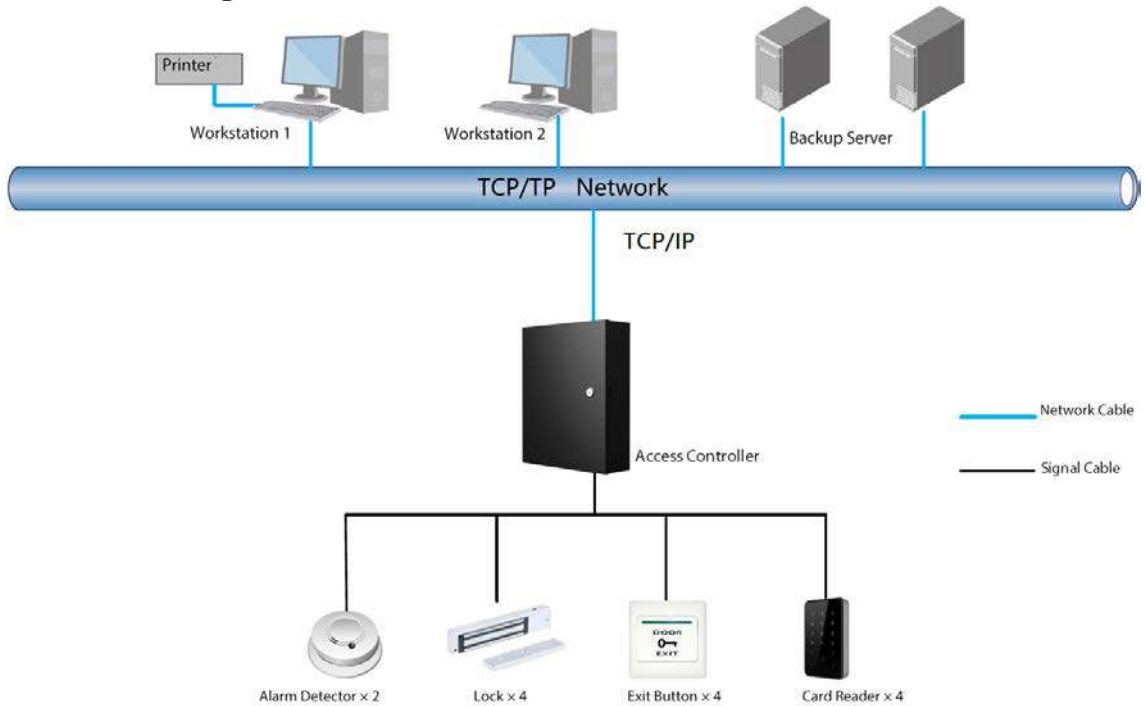 Printer
Workstation 1
Workstation 2
Backup Server
TCP/TP Network
TCP/IP
Access Controller
Network Cable
Signal Cable
DOOR
EXIT
Alarm Detector × 2
Lock × 4
Exit Button × 4
Card Reader × 4